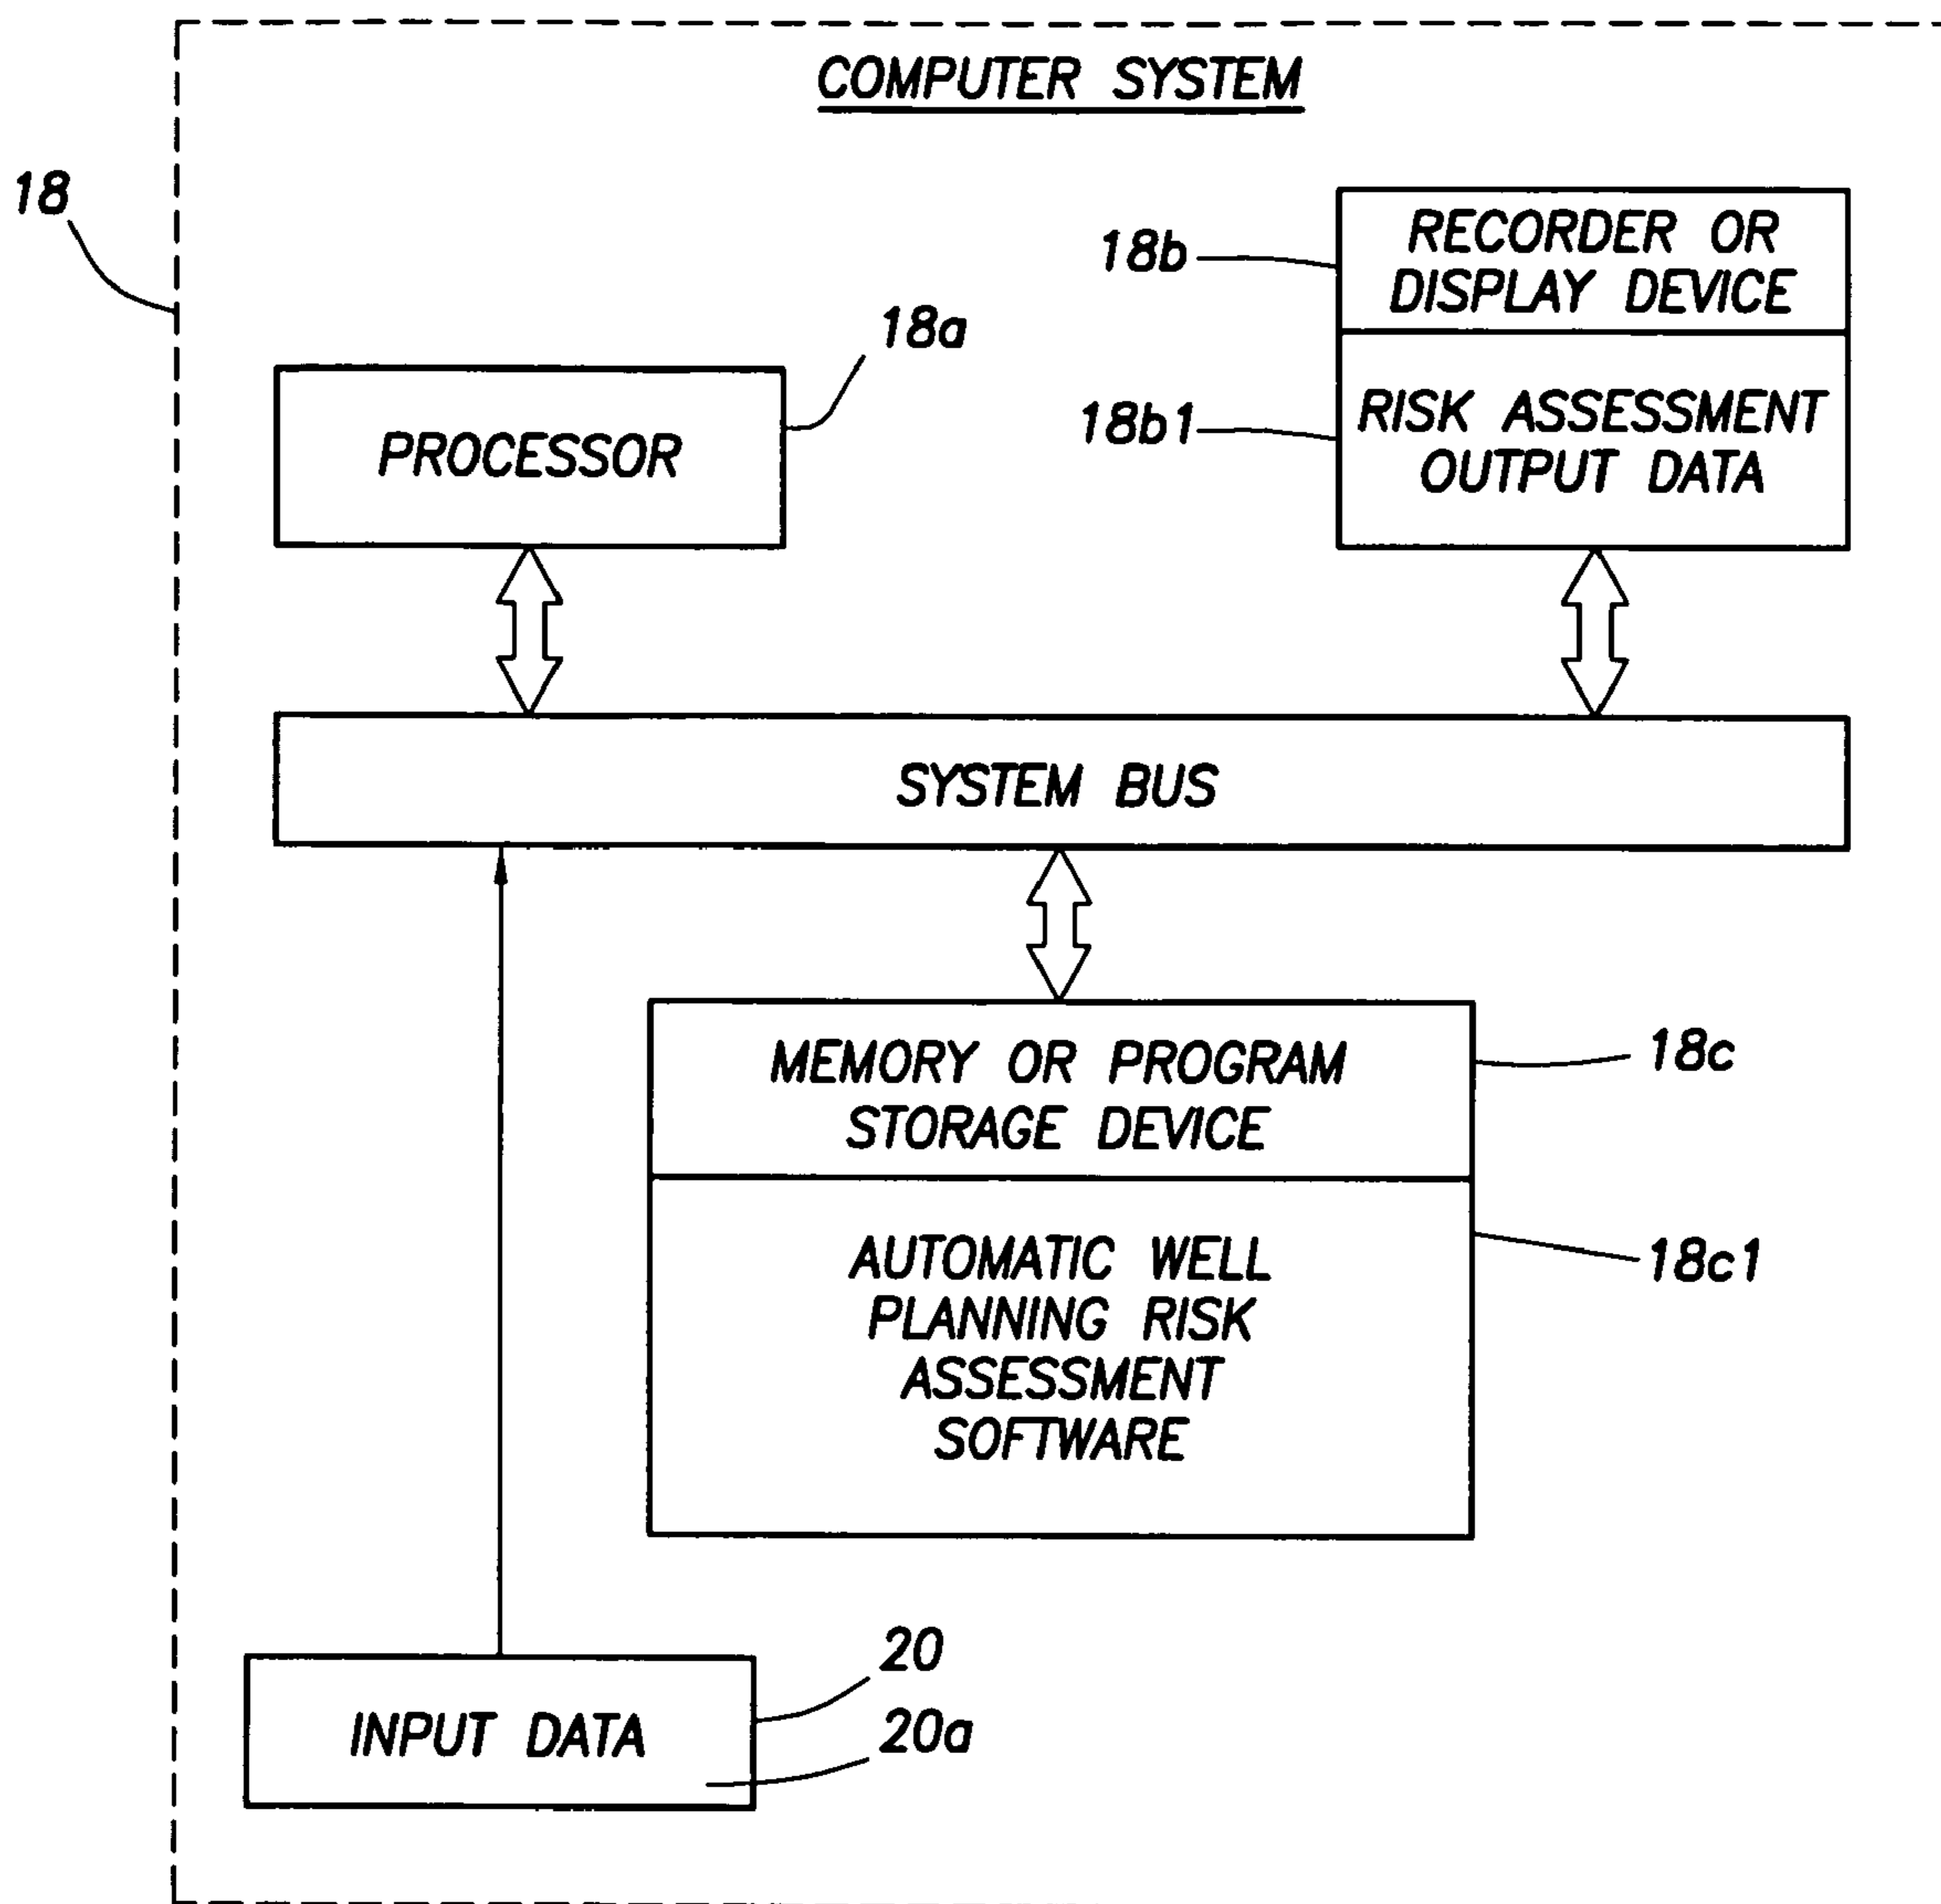 COMPUTER SYSTEM
18
18b
RECORDER OR
DISPLAY DEVICE
18a
18b1
RISK ASSESSMENT
OUTPUT DATA
PROCESSOR
SYSTEM BUS
MEMORY OR PROGRAM
STORAGE DEVICE
18c
AUTOMATIC WELL
PLANNING RISK
ASSESSMENT
SOFTWARE
18c1
20
INPUT DATA
20a